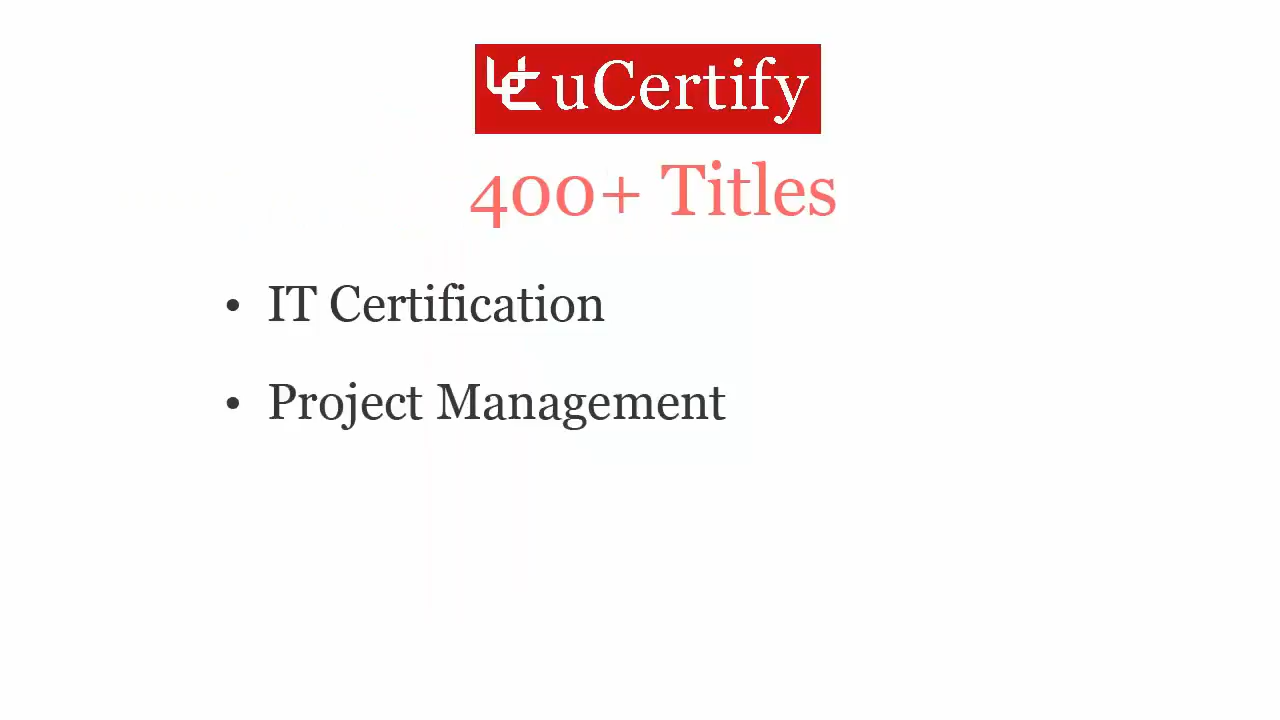 uCertify
400+ Titles
• IT Certification
• Project Management